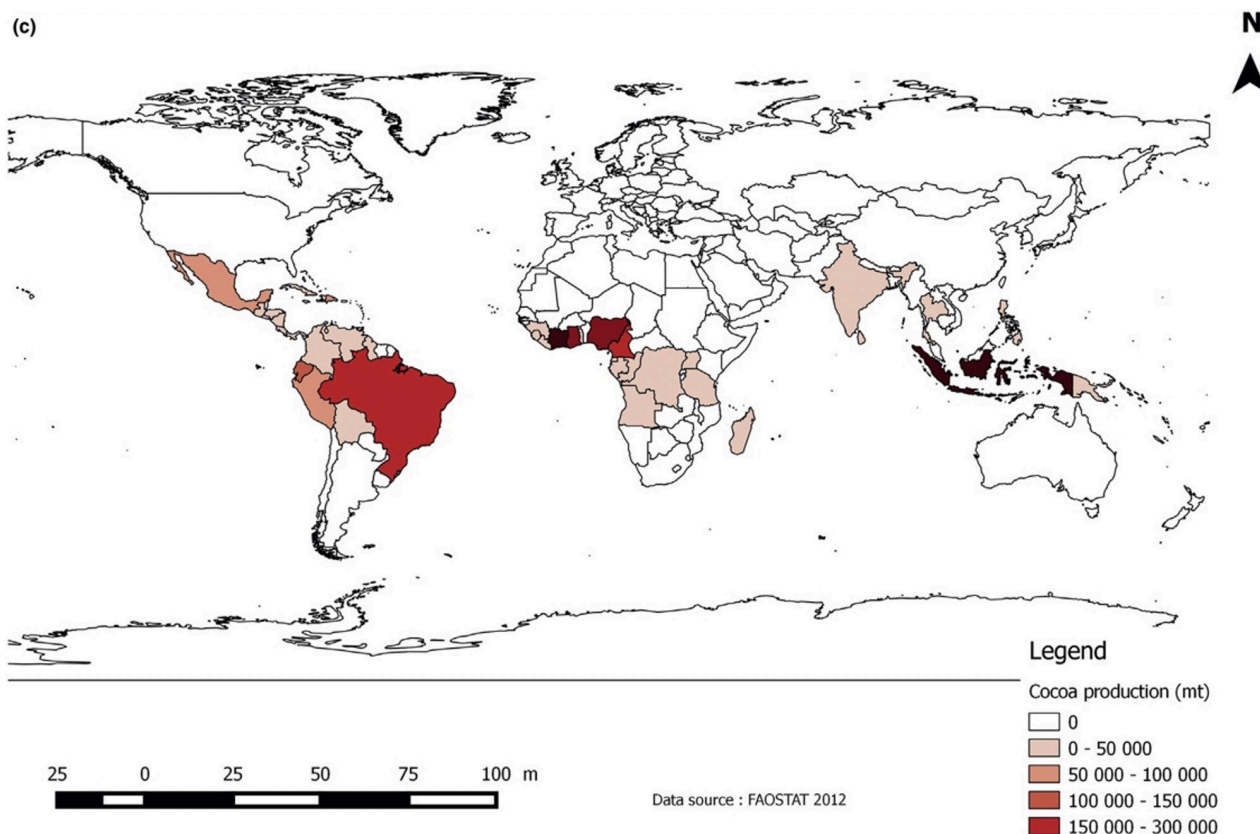 (c)
N
Legend
Cocoa production (mt)
0
0 - 50 000
50 000 - 100 000
100 000 - 150 000
150 000 - 300 000
25 0 25 50 75 100 m
Data source : FAOSTAT 2012